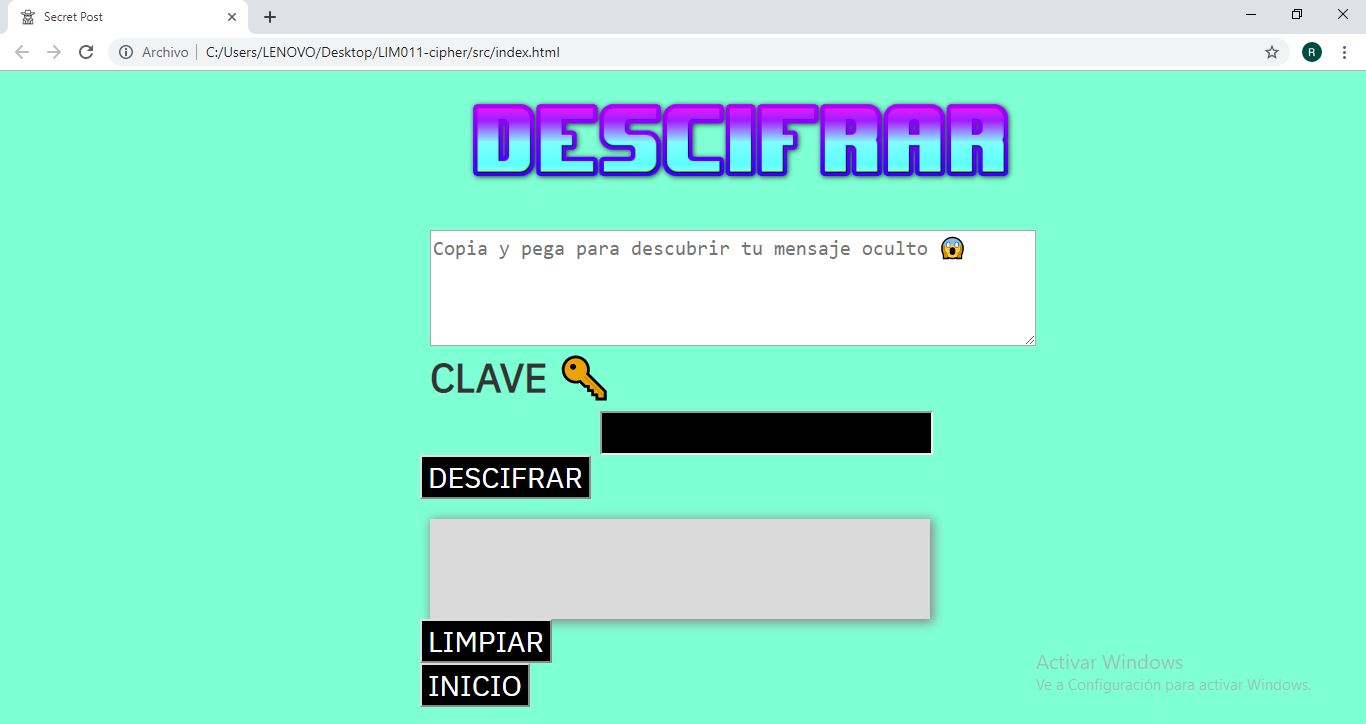 Secret Post
Archivo C:/Users/LENOVO/Desktop/LIM011-cipher/src/index.html
R
DESCIFRAR
Copia y pega para descubrir tu mensaje oculto 😱
CLAVE 🔑
DESCIFRAR
LIMPIAR
INICIO
Activar Windows
Ve a Configuración para activar Windows.